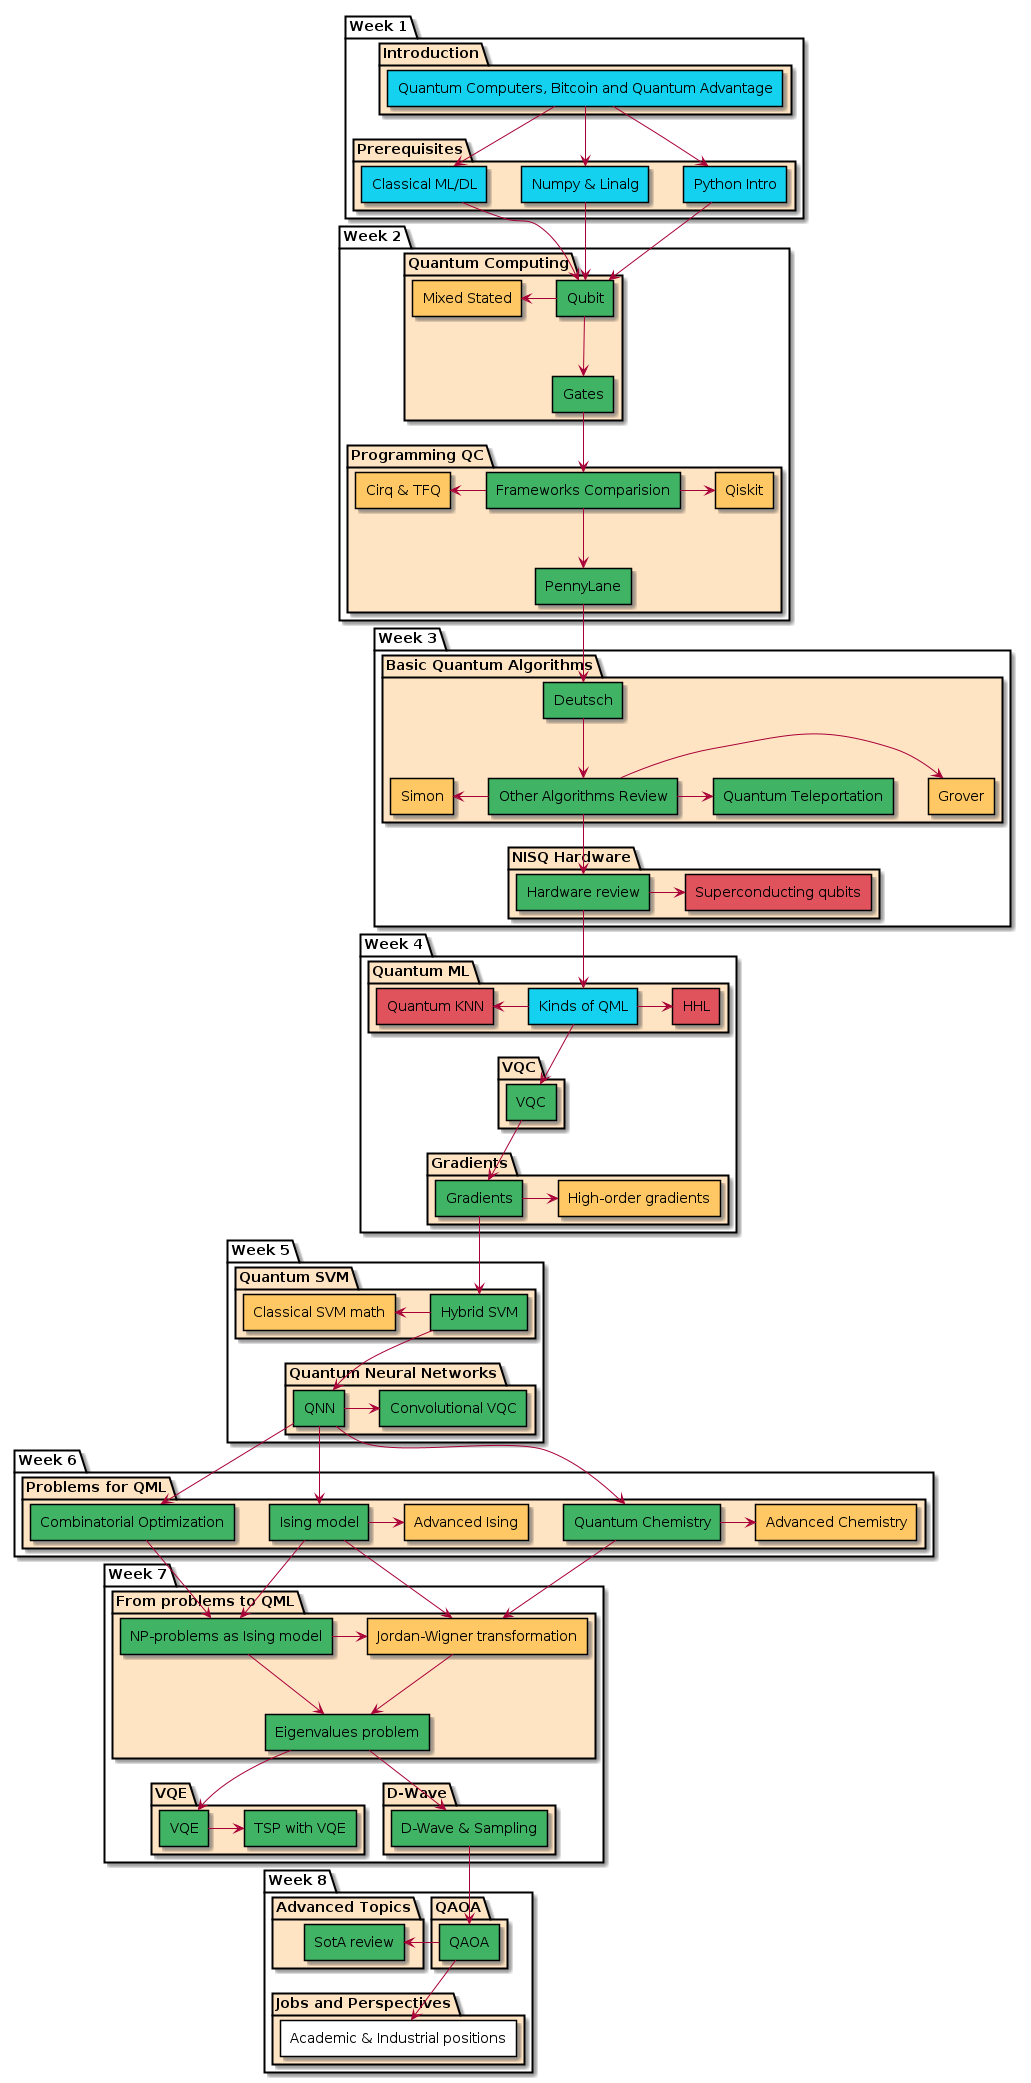 Week 1
Introduction
Quantum Computers, Bitcoin and Quantum Advantage
Prerequisites
Classical ML/DL
Numpy & Linalg
Python Intro
Week 2
Quantum Computing
Mixed Stated
Qubit
Gates
Programming QC
Cirq & TFQ
Frameworks Comparision
Qiskit
PennyLane
Week 3
Basic Quantum Algorithms
Deutsch
Simon
Other Algorithms Review
Quantum Teleportation
Grover
NISQ Hardware
Hardware review
Superconducting qubits
Week 4
Quantum ML
Quantum KNN
Kinds of QML
HHL
VQC
VQC
Gradients
Gradients
High-order gradients
Week 5
Quantum SVM
Classical SVM math
Hybrid SVM
Quantum Neural Networks
QNN
Convolutional VQC
Week 6
Problems for QML
Combinatorial Optimization
Ising model
Advanced Ising
Quantum Chemistry
Advanced Chemistry
Week 7
From problems to QML
NP-problems as Ising model
Jordan-Wigner transformation
Eigenvalues problem
VQE
VQE
TSP with VQE
D-Wave
D-Wave & Sampling
Week 8
Advanced Topics
SotA review
QAOA
QAOA
Jobs and Perspectives
Academic & Industrial positions